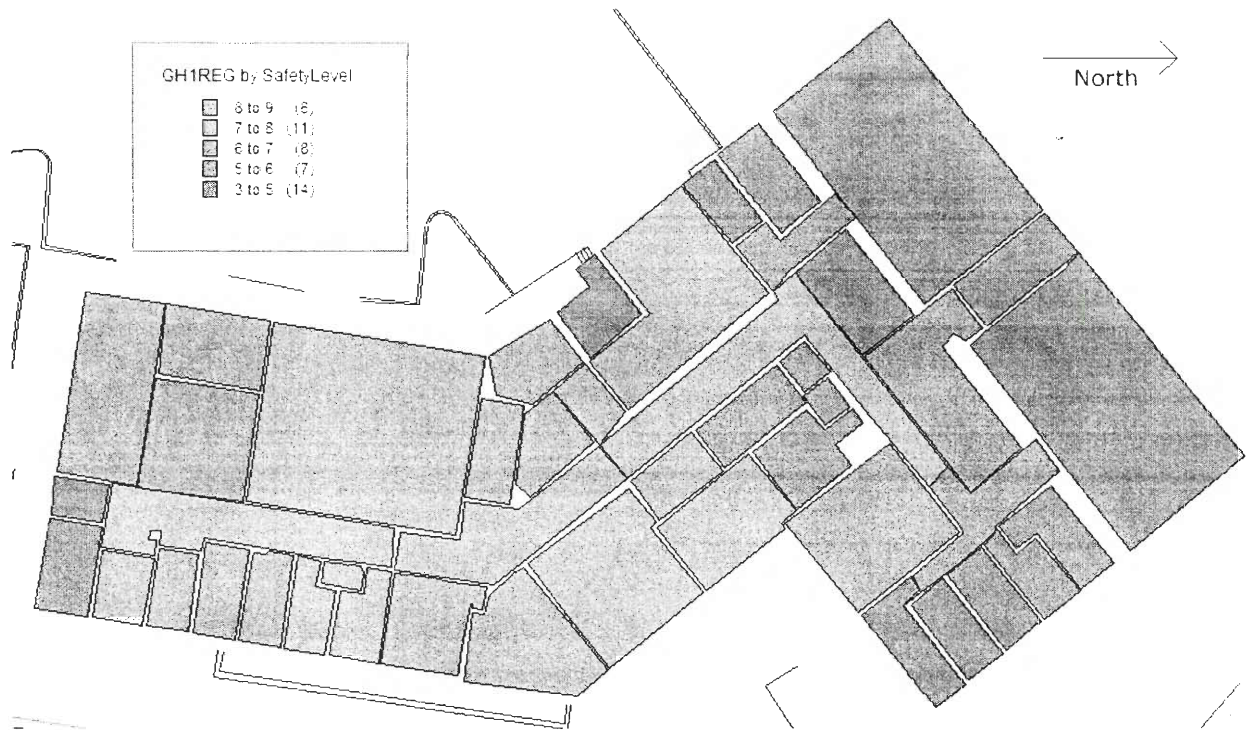 GH1REG by SafetyLevel
8 to 9 (6)
7 to 8 (11)
6 to 7 (8)
5 to 6 (7)
3 to 5 (14)
North